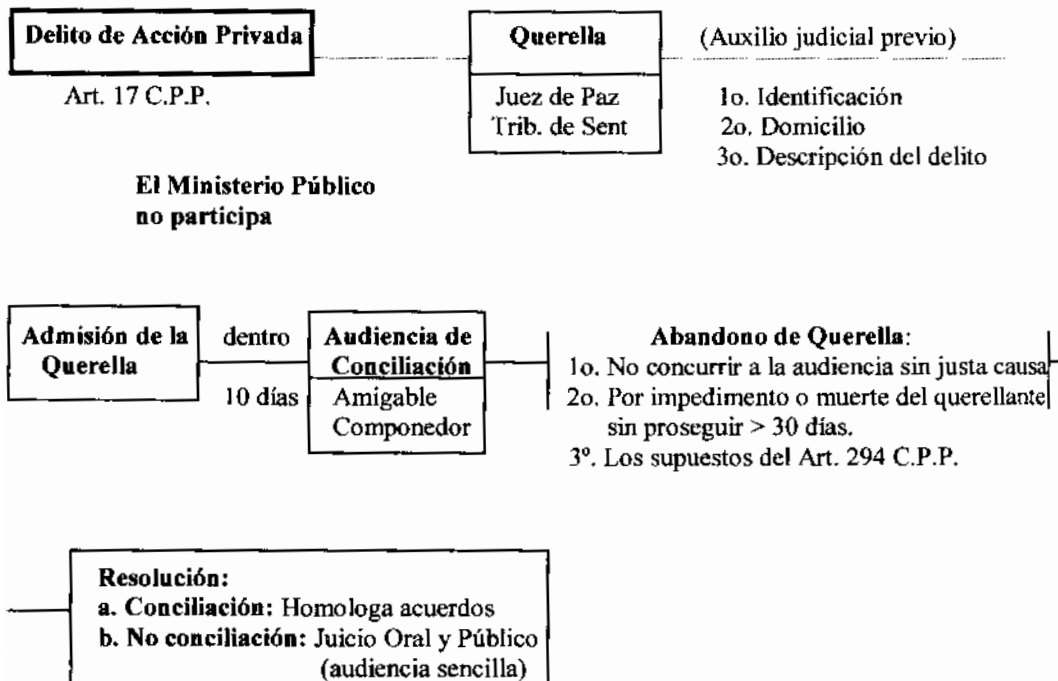 Delito de Acción Privada
Art. 17 C.P.P.
El Ministerio Público
no participa
Querella
Juez de Paz
Trib. de Sent
(Auxilio judicial previo)
1o. Identificación
2o. Domicilio
3o. Descripción del delito
Admisión de la
Querella
dentro
10 días
Audiencia de
Conciliación
Amigable
Componedor
Abandono de Querella:
1o. No concurrir a la audiencia sin justa causa
2o. Por impedimento o muerte del querellante
sin proseguir > 30 días.
3º. Los supuestos del Art. 294 C.P.P.
Resolución:
a. Conciliación: Homologa acuerdos
b. No conciliación: Juicio Oral y Público
(audiencia sencilla)